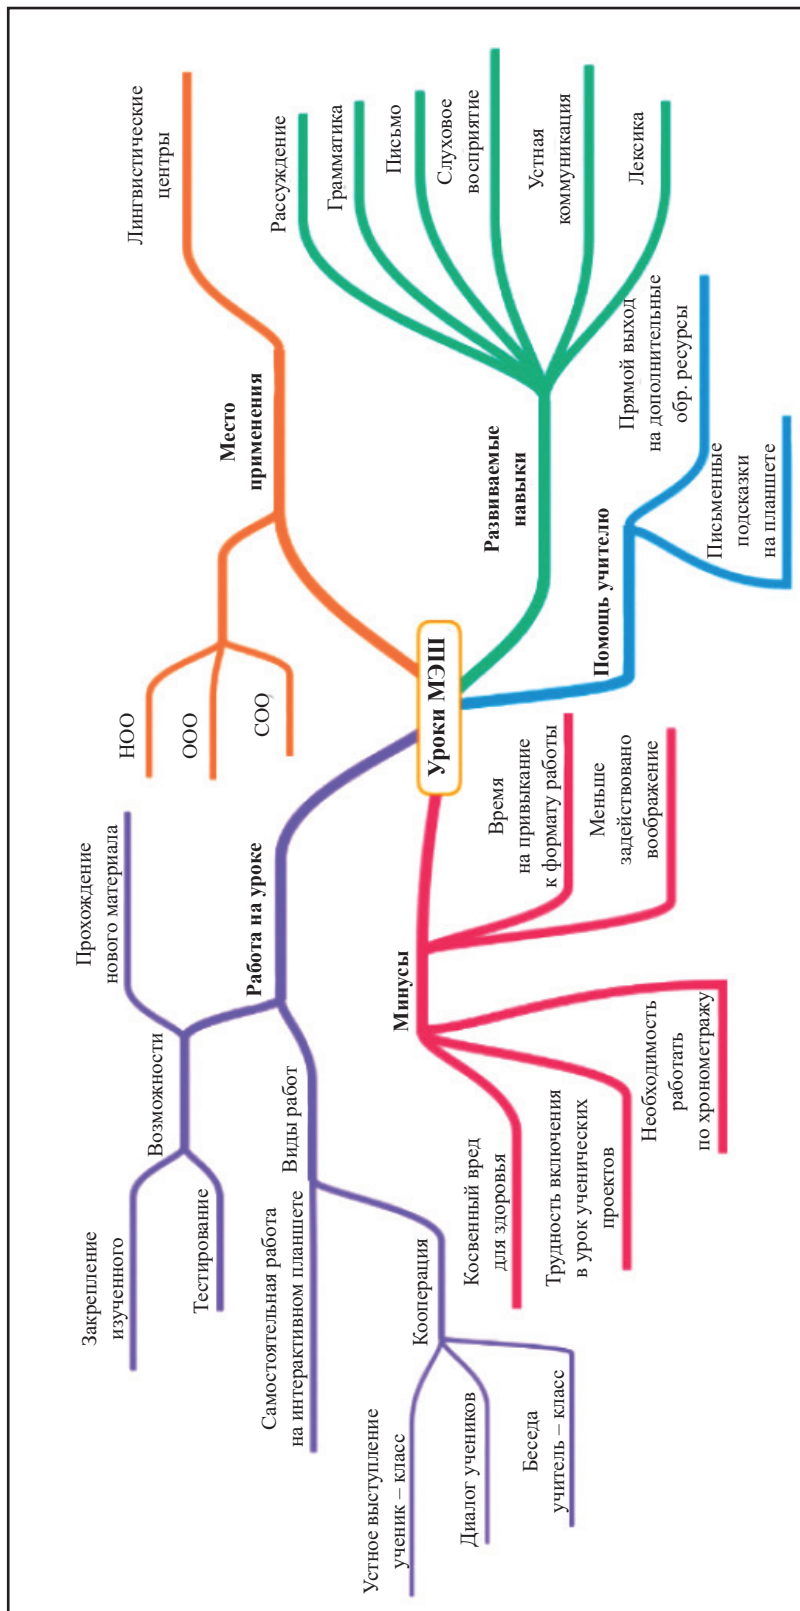 Уроки МЭШ
Место
применения
Лингвистические
центры
НОО
ООО
СОО
Развиваемые
навыки
Рассуждение
Грамматика
Письмо
Слуховое
восприятие
Устная
коммуникация
Лексика
Помощь учителю
Прямой выход
на дополнительные
обр. ресурсы
Письменные
подсказки
на планшете
Минусы
Время
на привыкание
к формату работы
Меньше
задействовано
воображение
Косвенный вред
для здоровья
Трудность включения
в урок ученических
проектов
Необходимость
работать
по хронометражу
Работа на уроке
Возможности
Прохождение
нового материала
Закрепление
изученного
Тестирование
Виды работ
Самостоятельная работа
на интерактивном планшете
Кооперация
Устное выступление
ученик – класс
Диалог учеников
Беседа
учитель – класс